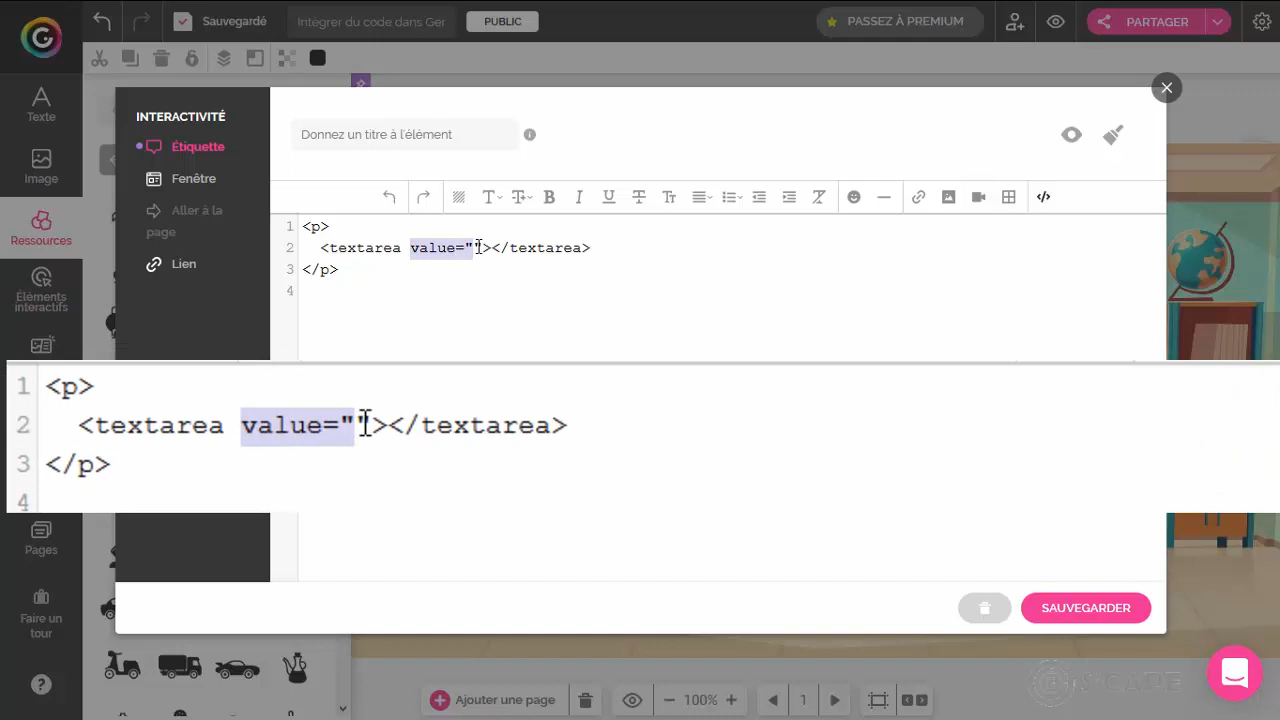 Sauvegardé
Intégrer du code dans Ger
PUBLIC
PASSEZ À PREMIUM
PARTAGER
Texte
Image
Ressources
Éléments
interactifs
Pages
Faire un
tour
INTERACTIVITÉ
Étiquette
Fenêtre
Aller à la
page
Lien
Donnez un titre à l'élément
1 <p>
2 <textarea value=""></textarea>
3 </p>
4
1 <p>
2 <textarea value=""></textarea>
3 </p>
4
SAUVEGARDER
Ajouter une page
100%
1